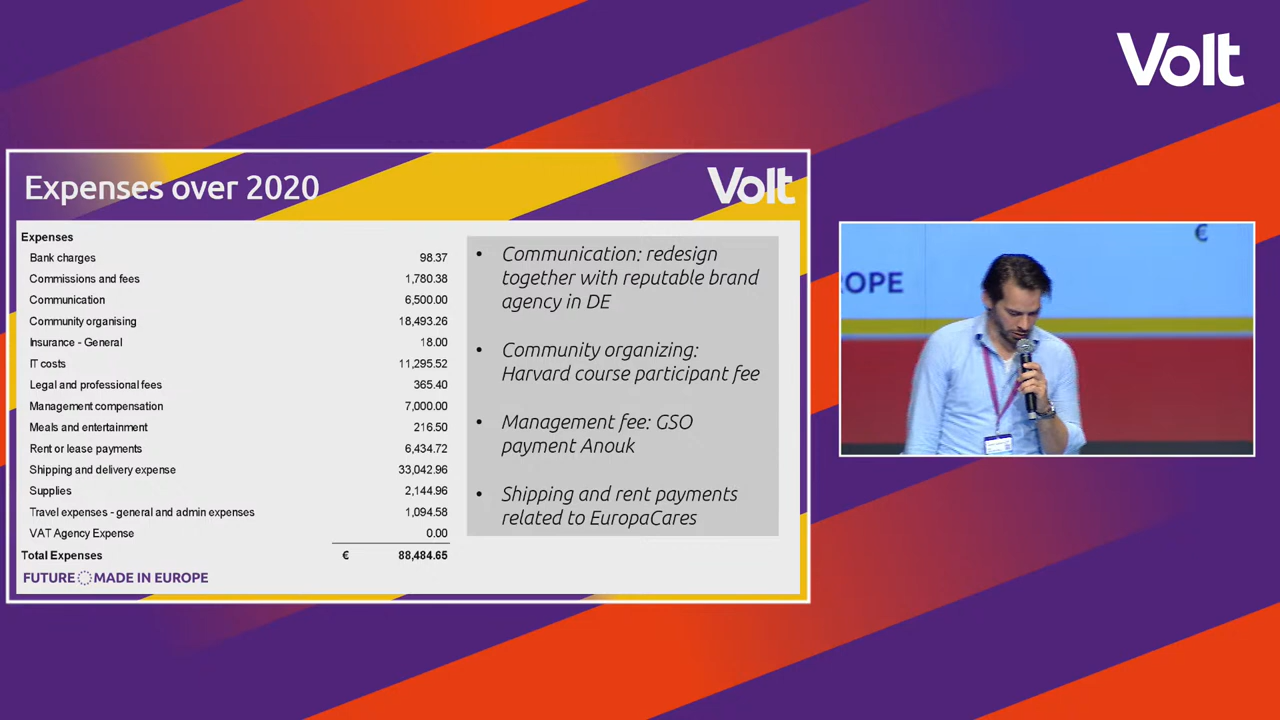 Volt
Expenses over 2020
Volt
Expenses
Bank charges 98.37
Commissions and fees 1,780.38
Communication 6,500.00
Community organising 18,493.26
Insurance - General 18.00
IT costs 11,295.52
Legal and professional fees 365.40
Management compensation 7,000.00
Meals and entertainment 216.50
Rent or lease payments 6,434.72
Shipping and delivery expense 33,042.96
Supplies 2,144.96
Travel expenses - general and admin expenses 1,094.58
VAT Agency Expense 0.00
Total Expenses € 88,484.65
FUTURE MADE IN EUROPE
• Communication: redesign
together with reputable brand
agency in DE
• Community organizing:
Harvard course participant fee
• Management fee: GSO
payment Anouk
• Shipping and rent payments
related to EuropaCares
€
ROPE